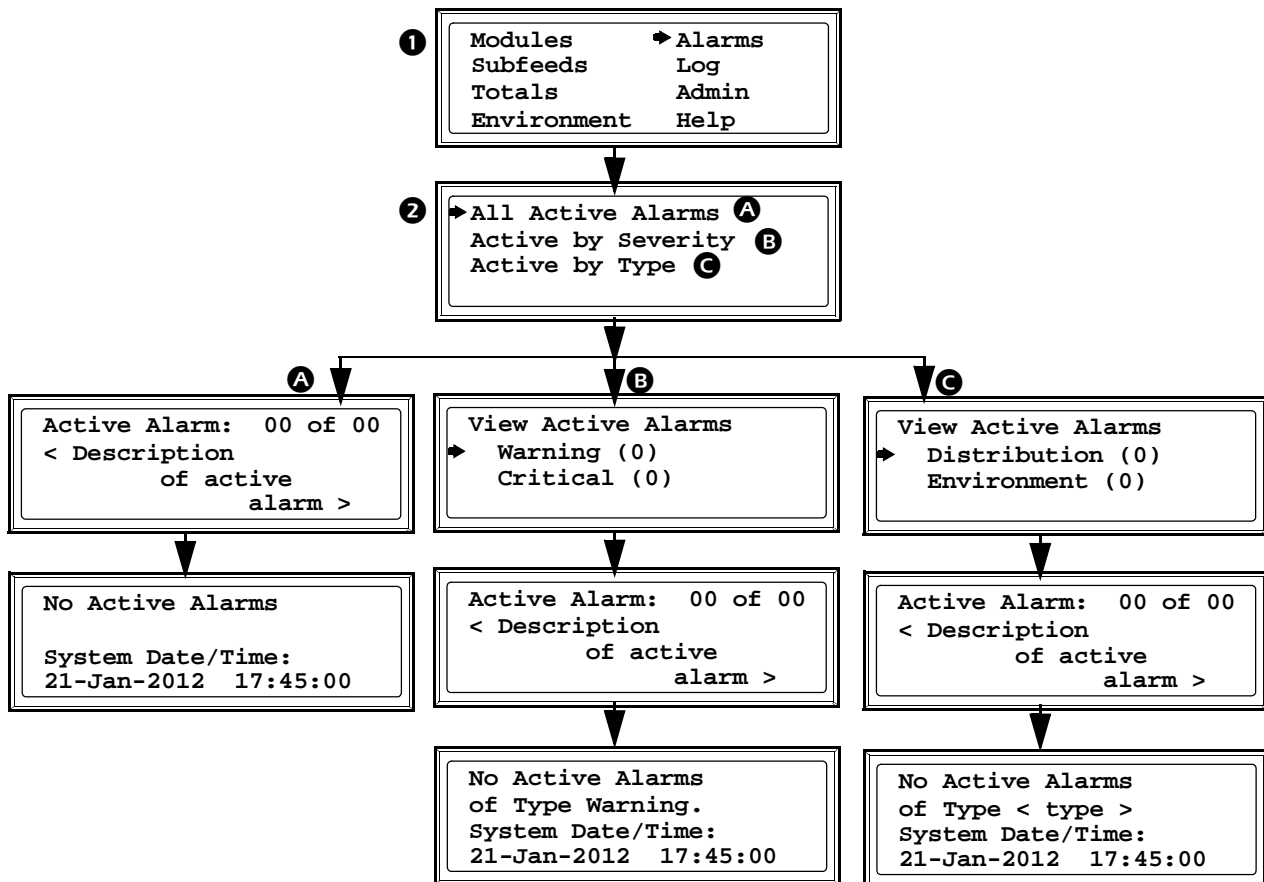 ❶
Modules ➧ Alarms
Subfeeds Log
Totals Admin
Environment Help
❷
➧ All Active Alarms A
Active by Severity B
Active by Type C
A
Active Alarm: 00 of 00
< Description
of active
alarm >
No Active Alarms
System Date/Time:
21-Jan-2012 17:45:00
B
View Active Alarms
➧ Warning (0)
Critical (0)
Active Alarm: 00 of 00
< Description
of active
alarm >
No Active Alarms
of Type Warning.
System Date/Time:
21-Jan-2012 17:45:00
C
View Active Alarms
➧ Distribution (0)
Environment (0)
Active Alarm: 00 of 00
< Description
of active
alarm >
No Active Alarms
of Type < type >
System Date/Time:
21-Jan-2012 17:45:00